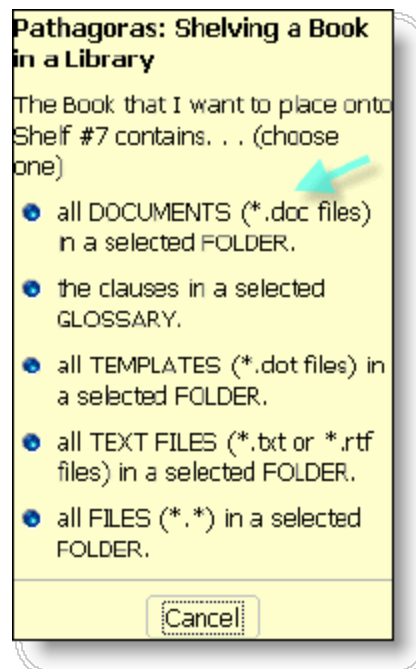 Pathagoras: Shelving a Book
in a Library
The Book that I want to place onto
Shelf #7 contains. . . (choose
one)
all DOCUMENTS (*.doc files)
in a selected FOLDER.
the clauses in a selected
GLOSSARY.
all TEMPLATES (*.dot files) in
a selected FOLDER.
all TEXT FILES (*.txt or *.rtf
files) in a selected FOLDER.
all FILES (*.*) in a selected
FOLDER.
Cancel